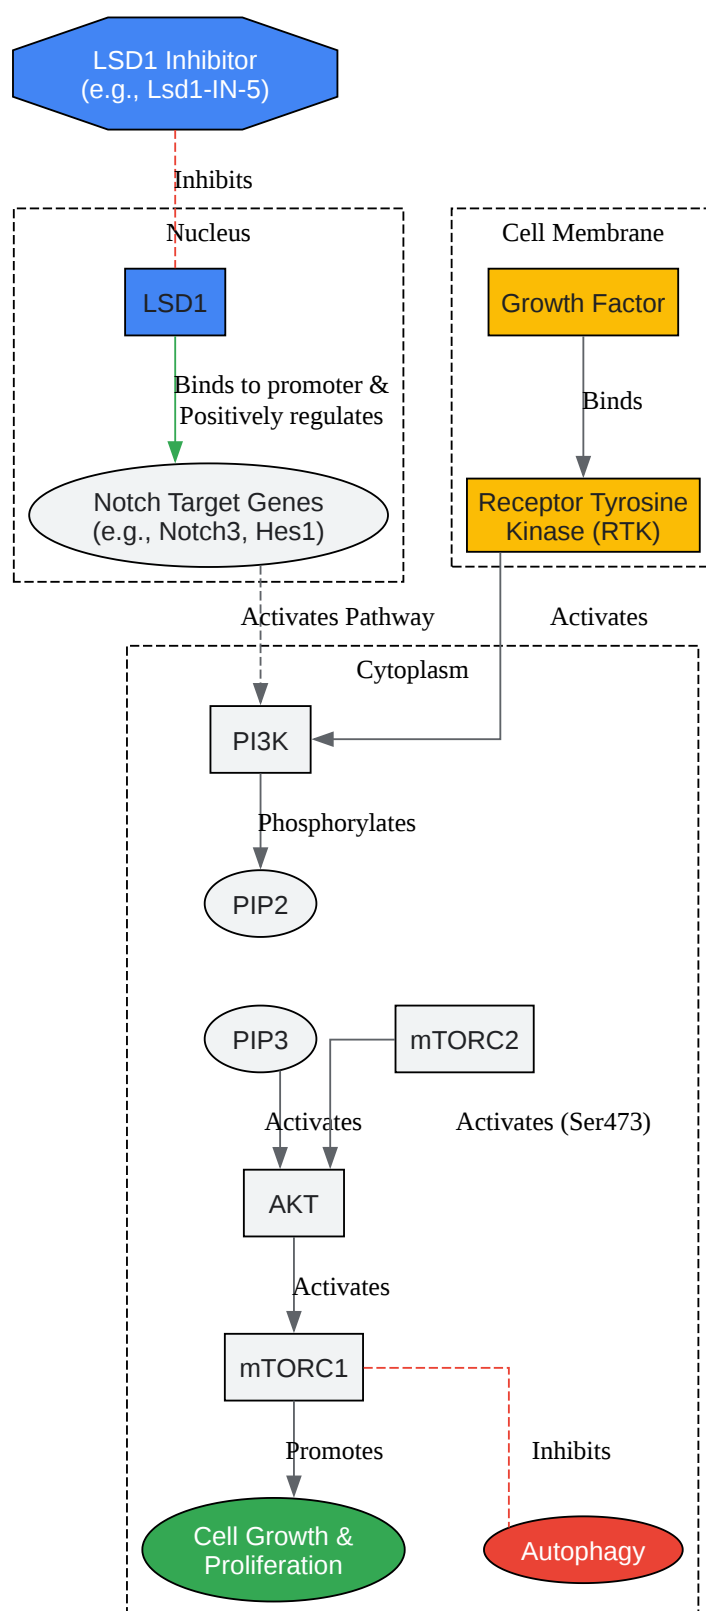 LSD1 Inhibitor
(e.g., Lsd1-IN-5)
Inhibits
Nucleus
Cell Membrane
LSD1
Growth Factor
Binds to promoter &
Positively regulates
Binds
Notch Target Genes
(e.g., Notch3, Hes1)
Receptor Tyrosine
Kinase (RTK)
Activates Pathway
Activates
Cytoplasm
PI3K
Phosphorylates
PIP2
PIP3
mTORC2
Activates
Activates (Ser473)
AKT
Activates
mTORC1
Promotes
Inhibits
Cell Growth &
Proliferation
Autophagy